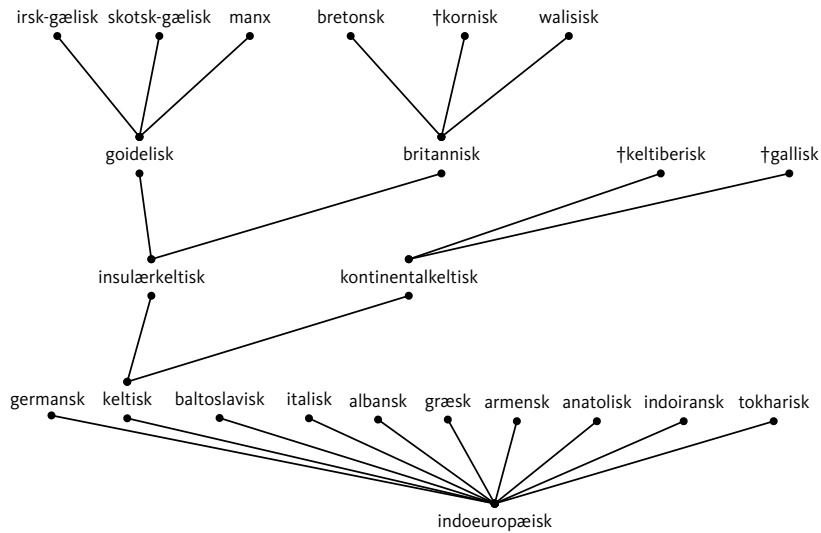 irsk-gælisk skotsk-gælisk manx bretonsk †kornisk walisisk
goidelisk britannisk †keltiberisk †gallisk
insulærkeltisk kontinentalkeltisk
germansk keltisk baltoslavisk italisk albansk græsk armensk anatolisk indoiransk tokharisk
indoeuropæisk